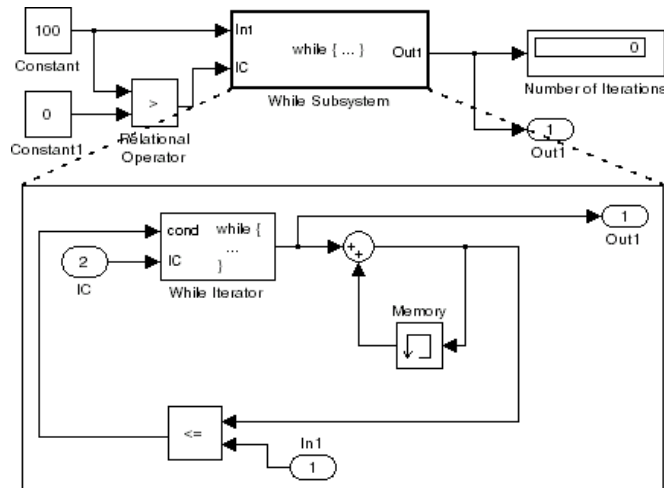 100
Constant
In1
IC
while { ... }
Out1
While Subsystem
0
Number of Iterations
0
Constant1
>
Relational
Operator
1
Out1
cond
IC
while {
...
}
While Iterator
2
IC
+
+
1
Out1
Memory
<=
In1
1